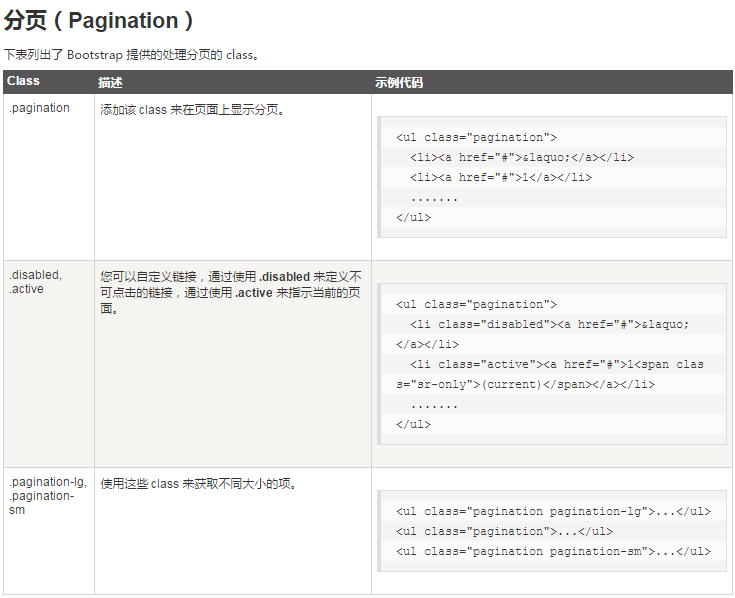 分页（Pagination）
下表列出了 Bootstrap 提供的处理分页的 class。
Class 描述 示例代码
.pagination 添加该 class 来在页面上显示分页。
<ul class="pagination">
  <li><a href="#">&laquo;</a></li>
  <li><a href="#">1</a></li>
  .......
</ul>
.disabled,
.active
您可以自定义链接，通过使用 .disabled 来定义不
可点击的链接，通过使用 .active 来指示当前的页
面。
<ul class="pagination">
  <li class="disabled"><a href="#">&laquo;
</a></li>
  <li class="active"><a href="#">1<span clas
s="sr-only">(current)</span></a></li>
  .......
</ul>
.pagination-lg,
.pagination-
sm
使用这些 class 来获取不同大小的项。
<ul class="pagination pagination-lg">...</ul>
<ul class="pagination">...</ul>
<ul class="pagination pagination-sm">...</ul>